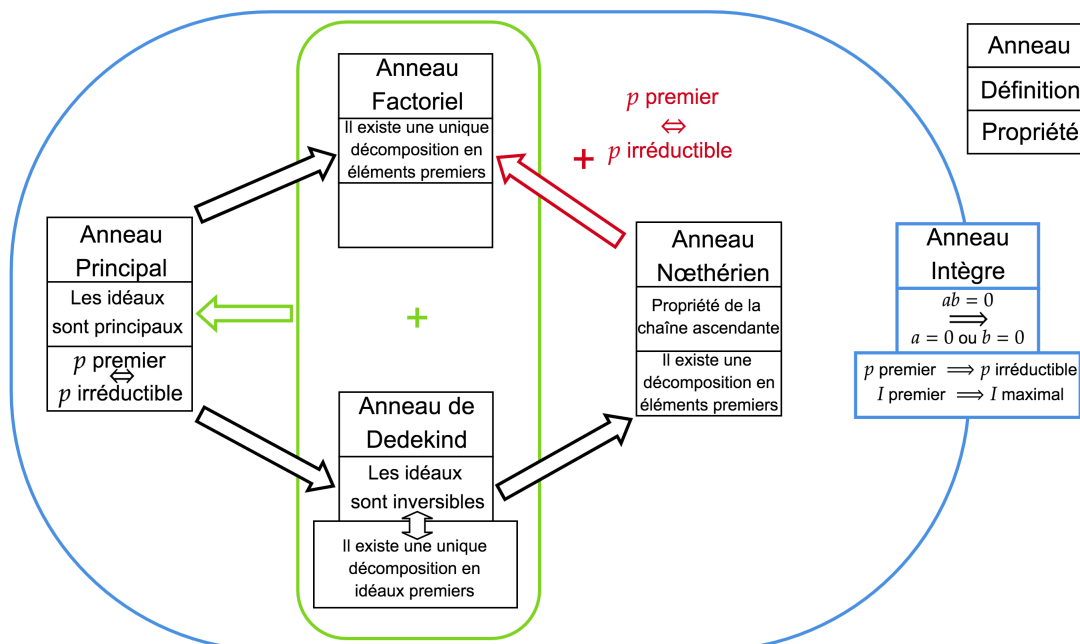 Anneau
Factoriel
Il existe une unique
décomposition en
éléments premiers
p premier
⇔
p irréductible
+
Anneau
Définition
Propriété
Anneau
Principal
Les idéaux
sont principaux
p premier
⇔
p irréductible
+
Anneau
Nœthérien
Propriété de la
chaîne ascendante
Il existe une
décomposition en
éléments premiers
Anneau
Intègre
ab = 0
⟹
a = 0 ou b = 0
p premier ⟹ p irréductible
I premier ⟹ I maximal
Anneau de
Dedekind
Les idéaux
sont inversibles
Il existe une unique
décomposition en
idéaux premiers